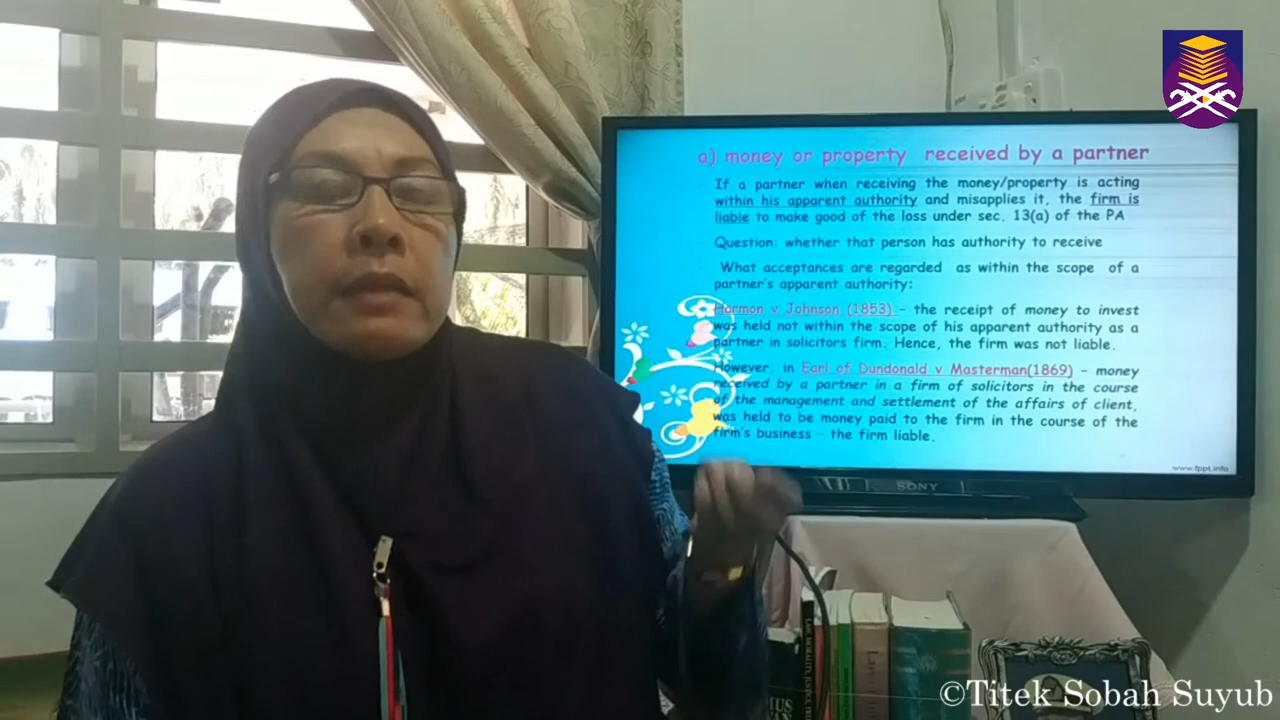 a) money or property received by a partner
- If a partner when receiving the money/property is acting
within his apparent authority and misapplies it, the firm is
liable to make good of the loss under sec. 13(a) of the PA
- Question: whether that person has authority to receive
- What acceptances are regarded as within the scope of a
partner's apparent authority:
Harmon v Johnson (1853) - the receipt of money to invest
was held not within the scope of his apparent authority as a
partner in solicitors firm. Hence, the firm was not liable.
However, in Earl of Dundonald v Masterman(1869) - money
received by a partner in a firm of solicitors in the course
of the management and settlement of the affairs of client,
was held to be money paid to the firm in the course of the
firm's business - the firm liable.
www.fppt.info
SONY
©Titek Sobah Suyub